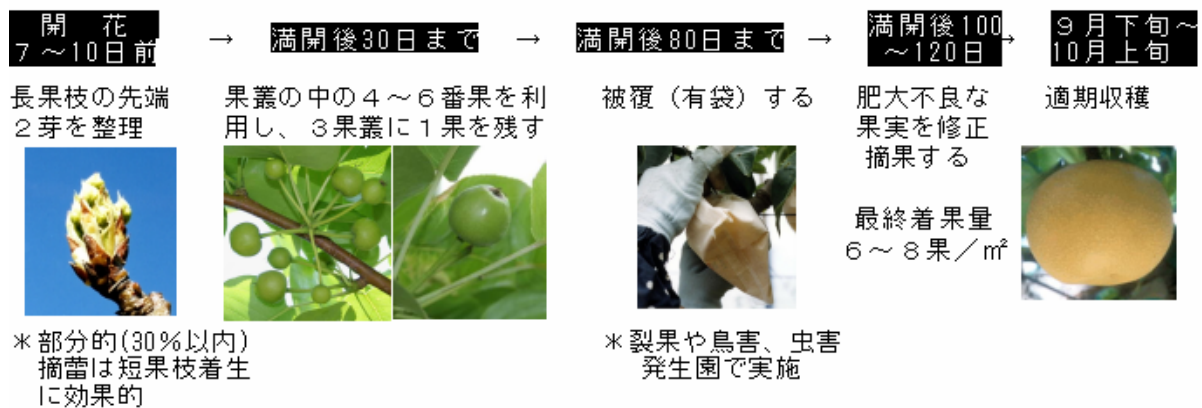 開　花
７～10日前
→
満開後30日まで
→
満開後80日まで
→
満開後100
～120日
→
９月下旬～
10月上旬
長果枝の先端
２芽を整理
果叢の中の４～６番果を利
用し、３果叢に１果を残す
被覆（有袋）する
肥大不良な
果実を修正
摘果する
最終着果量
６～８果／㎡
適期収穫
＊部分的(30％以内)
摘蕾は短果枝着生
に効果的
＊裂果や鳥害、虫害
発生園で実施